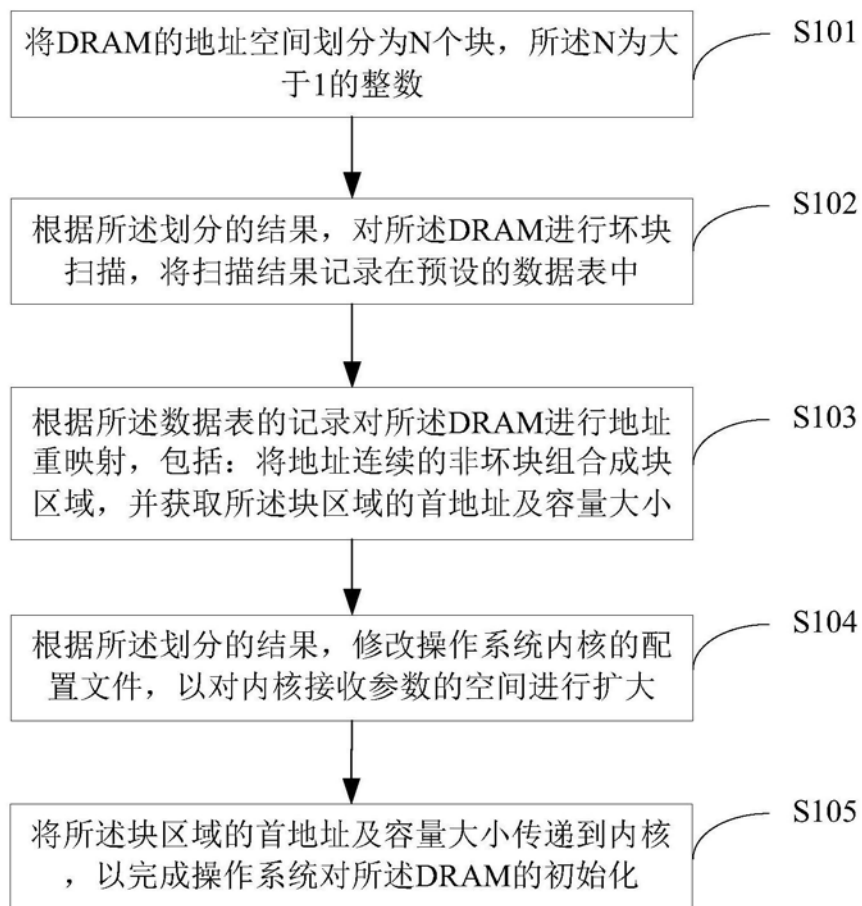 将DRAM的地址空间划分为N个块，所述N为大
于1的整数
S101
根据所述划分的结果，对所述DRAM进行坏块
扫描，将扫描结果记录在预设的数据表中
S102
根据所述数据表的记录对所述DRAM进行地址
重映射，包括：将地址连续的非坏块组合成块
区域，并获取所述块区域的首地址及容量大小
S103
根据所述划分的结果，修改操作系统内核的配
置文件，以对内核接收参数的空间进行扩大
S104
将所述块区域的首地址及容量大小传递到内核
，以完成操作系统对所述DRAM的初始化
S105